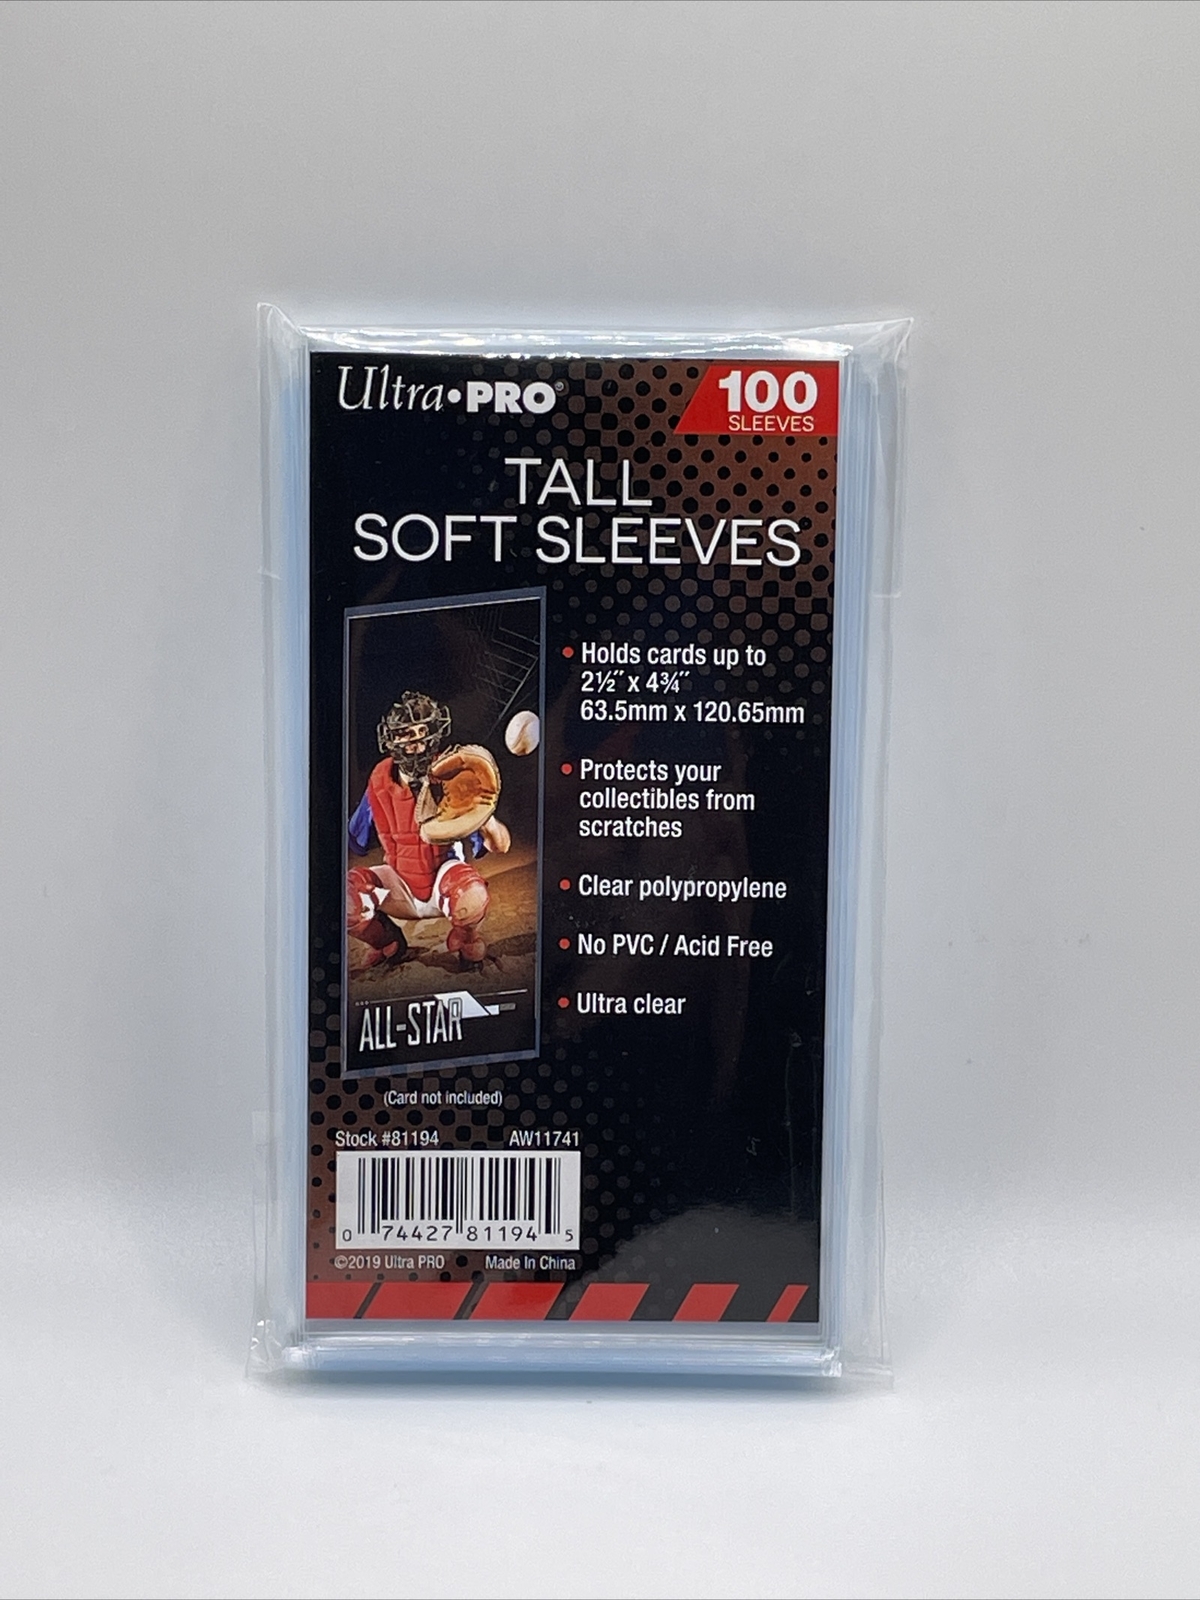 Ultra•PRO®
100
SLEEVES
TALL
SOFT SLEEVES
• Holds cards up to
2½″ x 4¾″
63.5mm x 120.65mm
• Protects your
collectibles from
scratches
• Clear polypropylene
• No PVC / Acid Free
• Ultra clear
ALL-STAR
(Card not included)
Stock #81194 AW11741
0 74427 81194 5
©2019 Ultra PRO Made In China